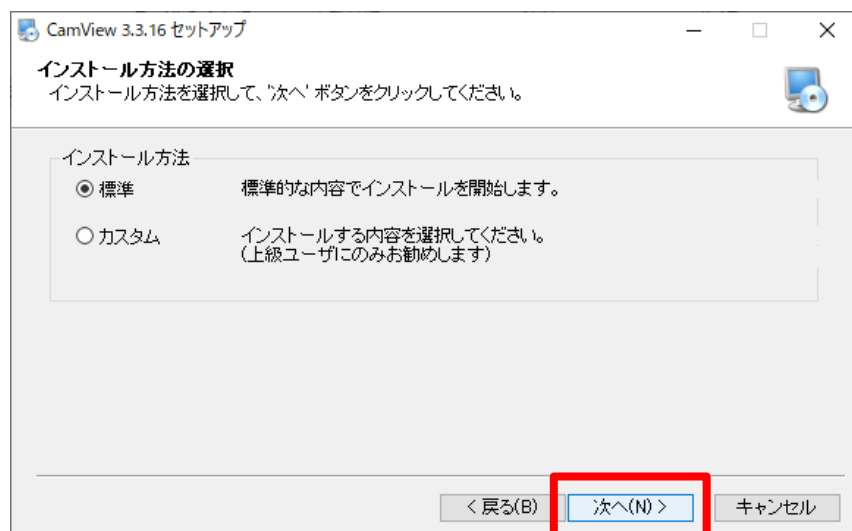 CamView 3.3.16 セットアップ
インストール方法の選択
インストール方法を選択して、'次へ' ボタンをクリックしてください。
インストール方法
標準 標準的な内容でインストールを開始します。
カスタム インストールする内容を選択してください。
(上級ユーザにのみお勧めします)
< 戻る(B) 次へ(N) > キャンセル